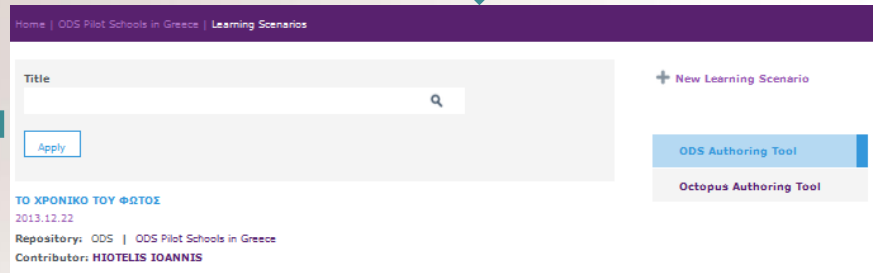 Home | ODS Pilot Schools in Greece | Learning Scenarios
Title
Apply
ΤΟ ΧΡΟΝΙΚΟ ΤΟΥ ΦΩΤΟΣ
2013.12.22
Repository: ODS | ODS Pilot Schools in Greece
Contributor: HIOTELIS IOANNIS
New Learning Scenario
ODS Authoring Tool
Octopus Authoring Tool